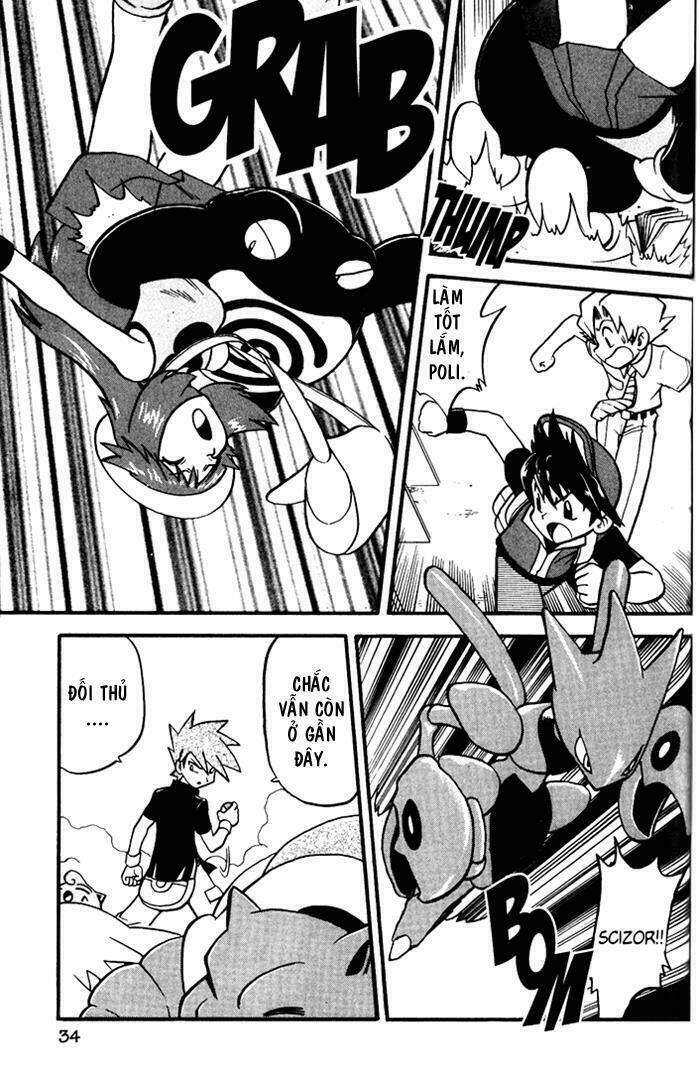 THUMP
GRAB
LÀM
TỐT
LẮM,
POLI.
SCIZOR!!
BOM
CHẮC
VẪN CÒN
Ở GẦN
ĐÂY.
ĐỐI THỦ
....
34